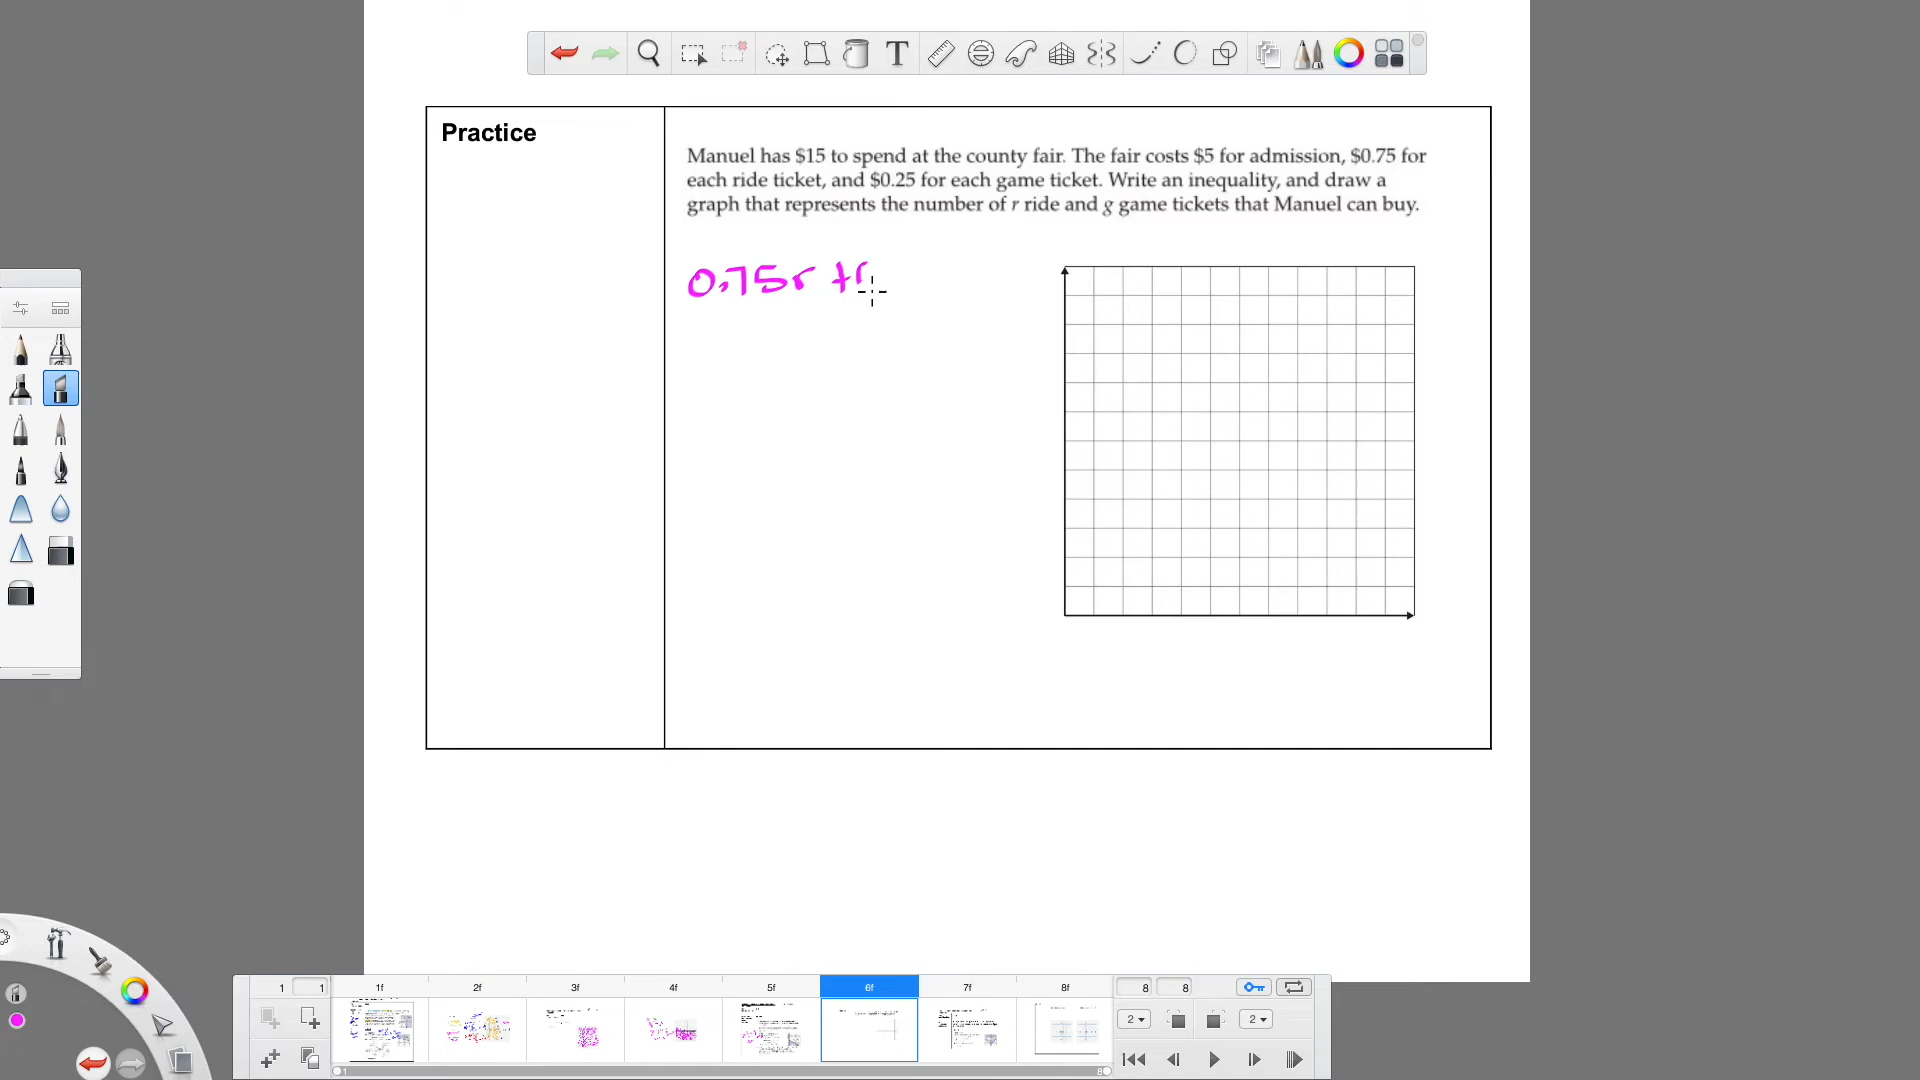 Practice
Manuel has $15 to spend at the county fair. The fair costs $5 for admission, $0.75 for
each ride ticket, and $0.25 for each game ticket. Write an inequality, and draw a
graph that represents the number of r ride and g game tickets that Manuel can buy.
0.75r +
1 1 1f 2f 3f 4f 5f 6f 7f 8f 8 8
2 2
1 8